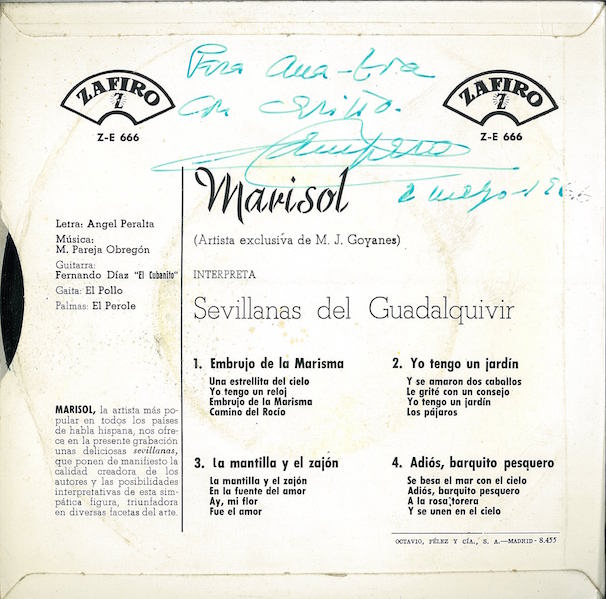 Para Ana-Eva
con cariño.
2 mayo-1966
ZAFIRO
Z
Z-E 666
ZAFIRO
Z
Z-E 666
Marisol
(Artista exclusiva de M. J. Goyanes)
INTERPRETA
Sevillanas del Guadalquivir
Letra: Angel Peralta
Música:
M. Pareja Obregón
Guitarra:
Fernando Díaz "El Cubanito"
Gaita: El Pollo
Palmas: El Perole
1. Embrujo de la Marisma
Una estrellita del cielo
Yo tengo un reloj
Embrujo de la Marisma
Camino del Rocío
2. Yo tengo un jardín
Y se amaron dos caballos
Le grité con un consejo
Yo tengo un jardín
Los pájaros
3. La mantilla y el zajón
La mantilla y el zajón
En la fuente del amor
Ay, mi flor
Fue el amor
4. Adiós, barquito pesquero
Se besa el mar con el cielo
Adiós, barquito pesquero
A la rosa torera
Y se unen en el cielo
MARISOL, la artista más po-
pular en todos los países
de habla hispana, nos ofre-
ce en la presente grabación
unas deliciosas sevillanas,
que ponen de manifiesto la
calidad creadora de los
autores y las posibilidades
interpretativas de esta sim-
pática figura, triunfadora
en diversas facetas del arte.
OCTAVIO, FÉLEZ Y CÍA., S. A.—MADRID - S.455